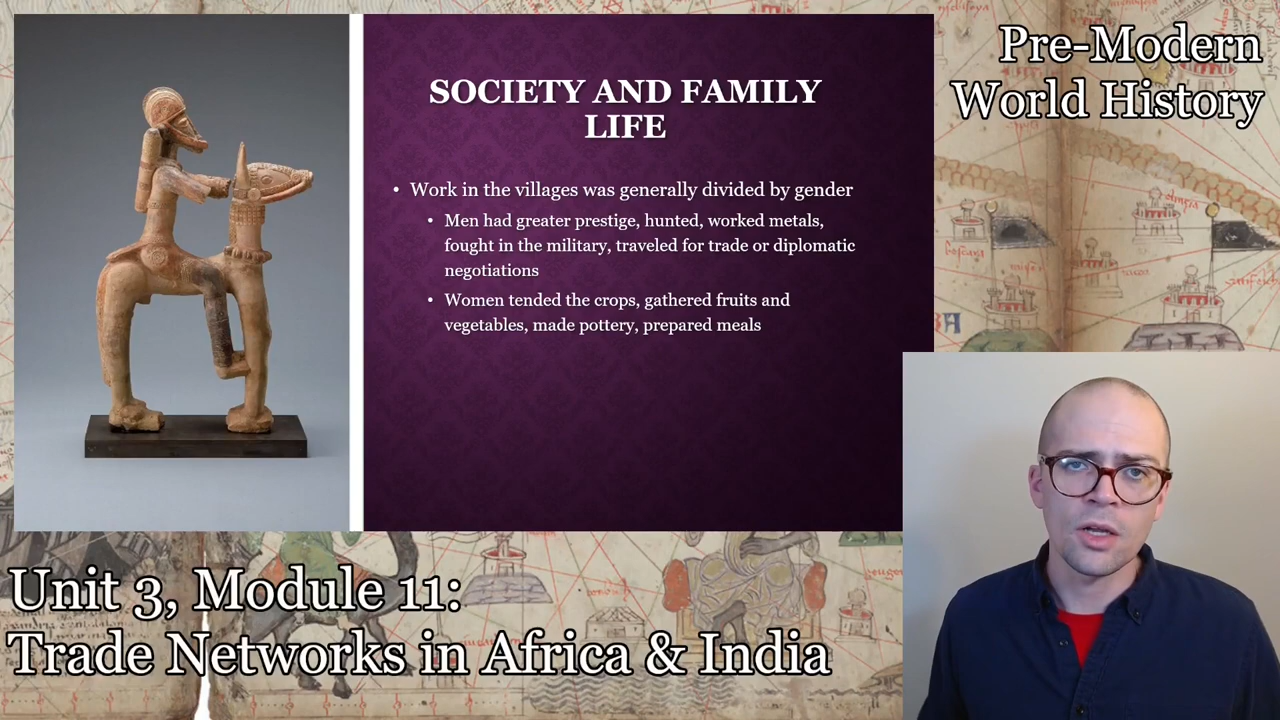 Pre-Modern
World History
SOCIETY AND FAMILY
LIFE
• Work in the villages was generally divided by gender
• Men had greater prestige, hunted, worked metals,
fought in the military, traveled for trade or diplomatic
negotiations
• Women tended the crops, gathered fruits and
vegetables, made pottery, prepared meals
Unit 3, Module 11:
Trade Networks in Africa & India